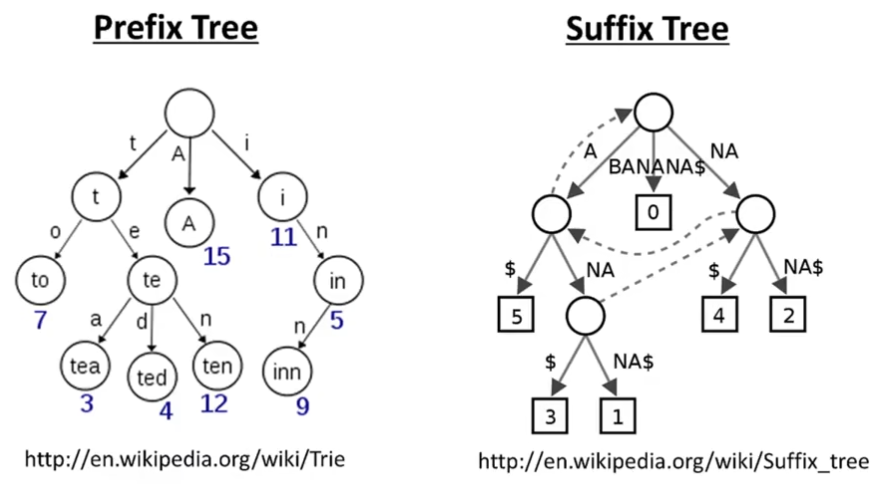 Prefix Tree
Suffix Tree
t
A
i
A
BANANA$
NA
t
A
i
0
15
11
o
e
n
$
NA
$
NA$
to
te
in
5
4
2
7
5
a
d
n
n
tea
ted
ten
inn
$
NA$
3
4
12
9
3
1
http://en.wikipedia.org/wiki/Trie
http://en.wikipedia.org/wiki/Suffix_tree